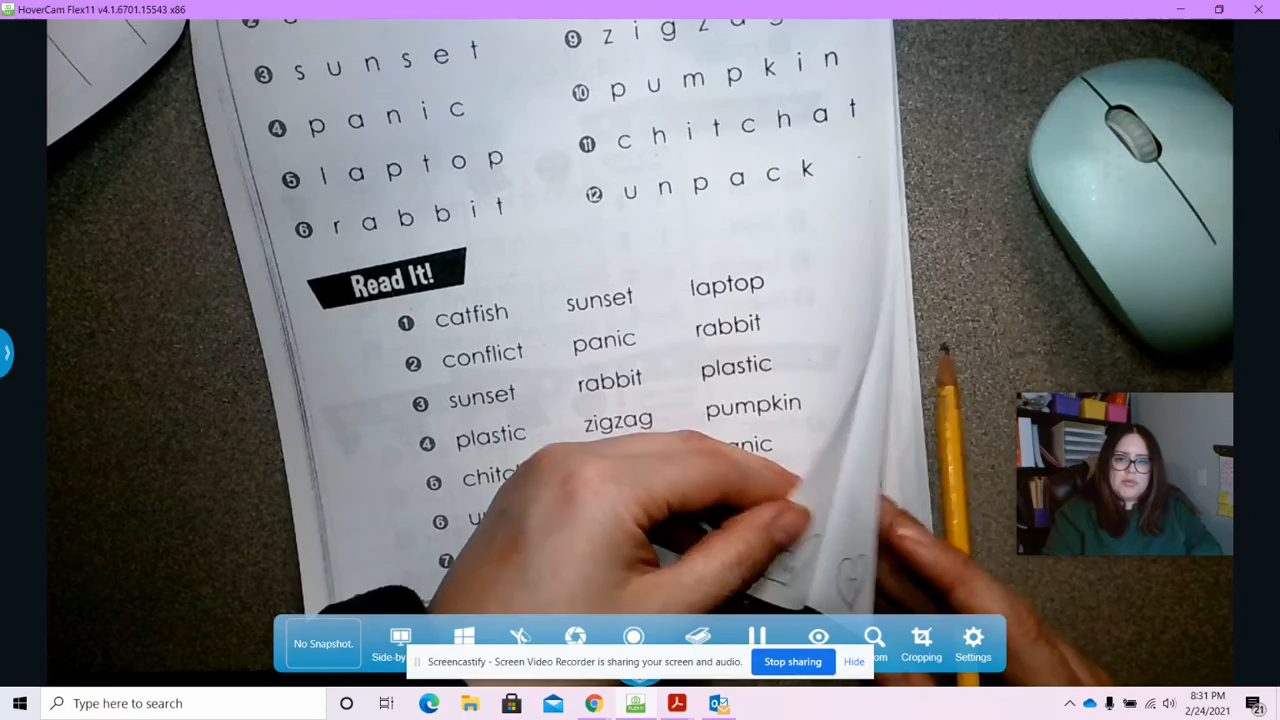 HoverCam Flex11 v4.1.6701.15543 x86
3 s u n s e t
4 p a n i c
5 l a p t o p
6 r a b b i t
9 z i g z a g
10 p u m p k i n
11 c h i t c h a t
12 u n p a c k
Read It!
1 catfish sunset laptop
2 conflict panic rabbit
3 sunset rabbit plastic
4 plastic zigzag pumpkin
5
6
7
No Snapshot.
Cropping
Settings
Screencastify - Screen Video Recorder is sharing your screen and audio.
Stop sharing
Hide
Type here to search
8:31 PM
2/24/2021
21